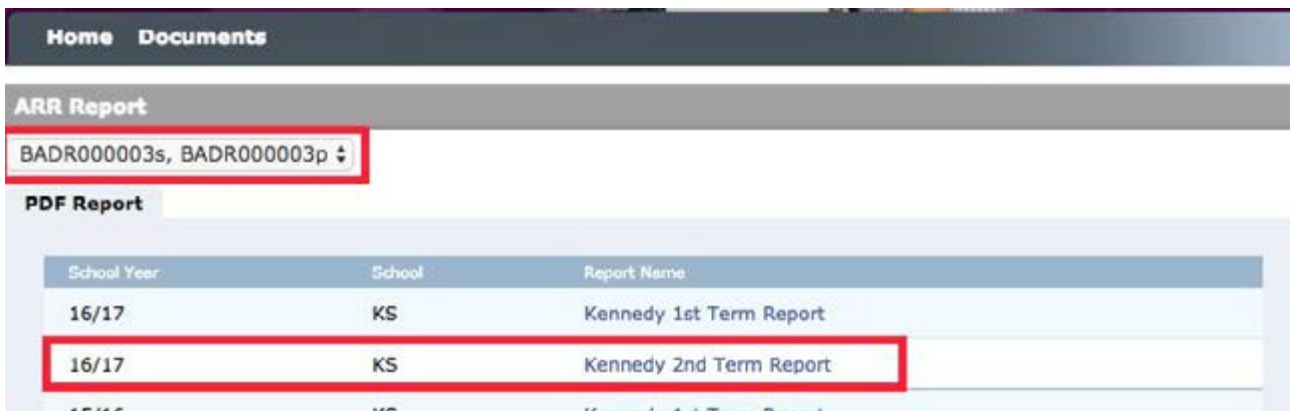 Home Documents
ARR Report
BADR000003s, BADR000003p
PDF Report
School Year School Report Name
16/17 KS Kennedy 1st Term Report
16/17 KS Kennedy 2nd Term Report